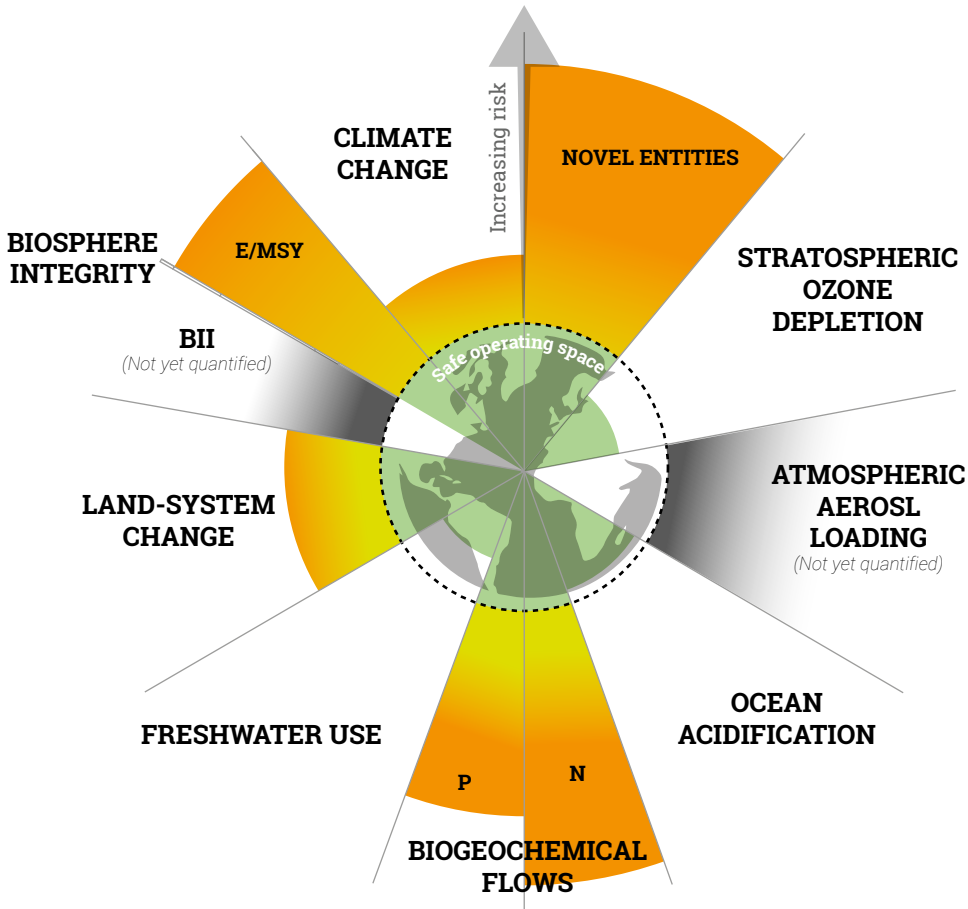 CLIMATE
CHANGE
Increasing risk
NOVEL ENTITIES
BIOSPHERE
INTEGRITY
E/MSY
STRATOSPHERIC
OZONE
DEPLETION
BII
(Not yet quantified)
Safe operating space
LAND-SYSTEM
CHANGE
ATMOSPHERIC
AEROSL
LOADING
(Not yet quantified)
FRESHWATER USE
OCEAN
ACIDIFICATION
P
N
BIOGEOCHEMICAL
FLOWS